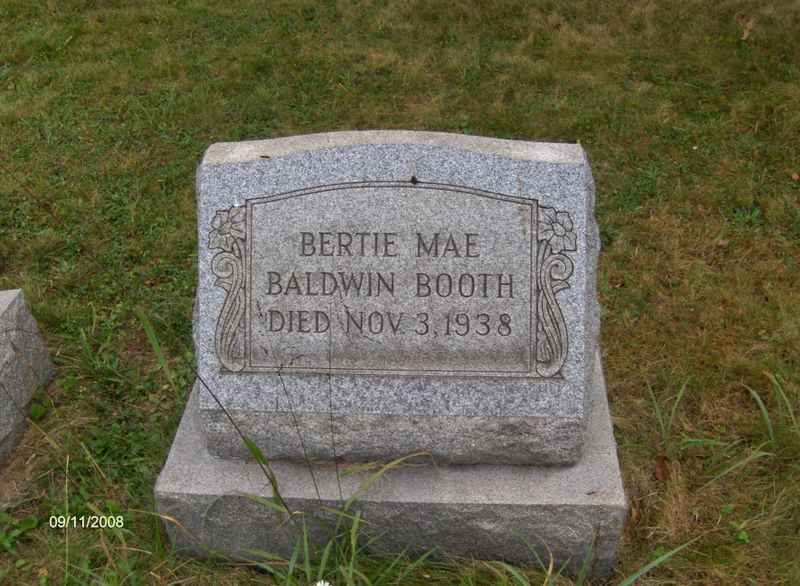 BERTIE MAE
BALDWIN BOOTH
DIED NOV. 3, 1938
09/11/2008